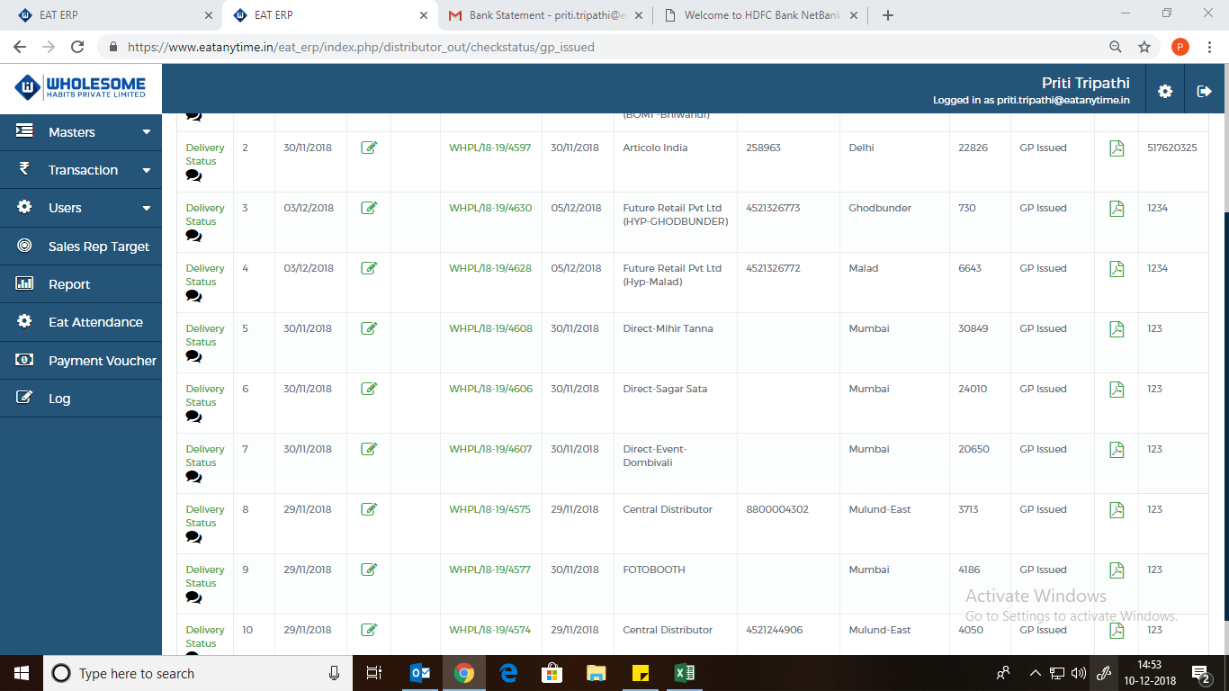 EAT ERP
EAT ERP
Bank Statement - priti.tripathi@e
Welcome to HDFC Bank NetBank
https://www.eatanytime.in/eat_erp/index.php/distributor_out/checkstatus/gp_issued
P
WHOLESOME
HABITS PRIVATE LIMITED
Priti Tripathi
Logged in as priti.tripathi@eatanytime.in
Masters
Transaction
Users
Sales Rep Target
Report
Eat Attendance
Payment Voucher
Log
(BOMT-Bhiwandi)
Delivery Status 2 30/11/2018 WHPL/18-19/4597 30/11/2018 Articolo India 258963 Delhi 22826 GP Issued 517620325
Delivery Status 3 03/12/2018 WHPL/18-19/4630 05/12/2018 Future Retail Pvt Ltd (HYP-GHODBUNDER) 4521326773 Ghodbunder 730 GP Issued 1234
Delivery Status 4 03/12/2018 WHPL/18-19/4628 05/12/2018 Future Retail Pvt Ltd (Hyp-Malad) 4521326772 Malad 6643 GP Issued 1234
Delivery Status 5 30/11/2018 WHPL/18-19/4608 30/11/2018 Direct-Mihir Tanna Mumbai 30849 GP Issued 123
Delivery Status 6 30/11/2018 WHPL/18-19/4606 30/11/2018 Direct-Sagar Sata Mumbai 24010 GP Issued 123
Delivery Status 7 30/11/2018 WHPL/18-19/4607 30/11/2018 Direct-Event-Dombivali Mumbai 20650 GP Issued 123
Delivery Status 8 29/11/2018 WHPL/18-19/4575 29/11/2018 Central Distributor 8800004302 Mulund-East 3713 GP Issued 123
Delivery Status 9 29/11/2018 WHPL/18-19/4577 30/11/2018 FOTOBOOTH Mumbai 4186 GP Issued 123
Delivery Status 10 29/11/2018 WHPL/18-19/4574 29/11/2018 Central Distributor 4521244906 Mulund-East 4050 GP Issued 123
Activate Windows
Go to Settings to activate Windows.
Type here to search
14:53
10-12-2018
2